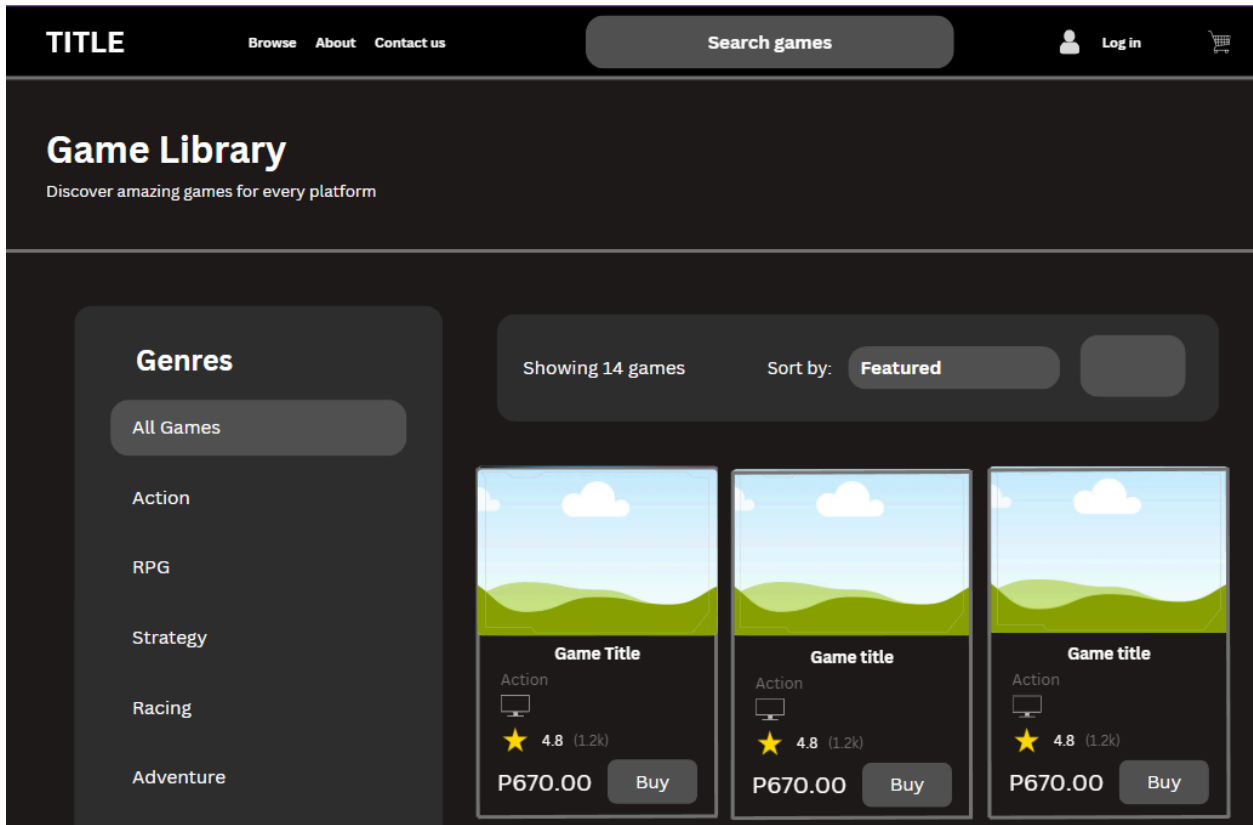 TITLE
Browse About Contact us
Search games
Log in
Game Library
Discover amazing games for every platform
Genres
All Games
Action
RPG
Strategy
Racing
Adventure
Showing 14 games
Sort by: Featured
Game Title
Action
4.8 (1.2k)
P670.00 Buy
Game title
Action
4.8 (1.2k)
P670.00 Buy
Game title
Action
4.8 (1.2k)
P670.00 Buy